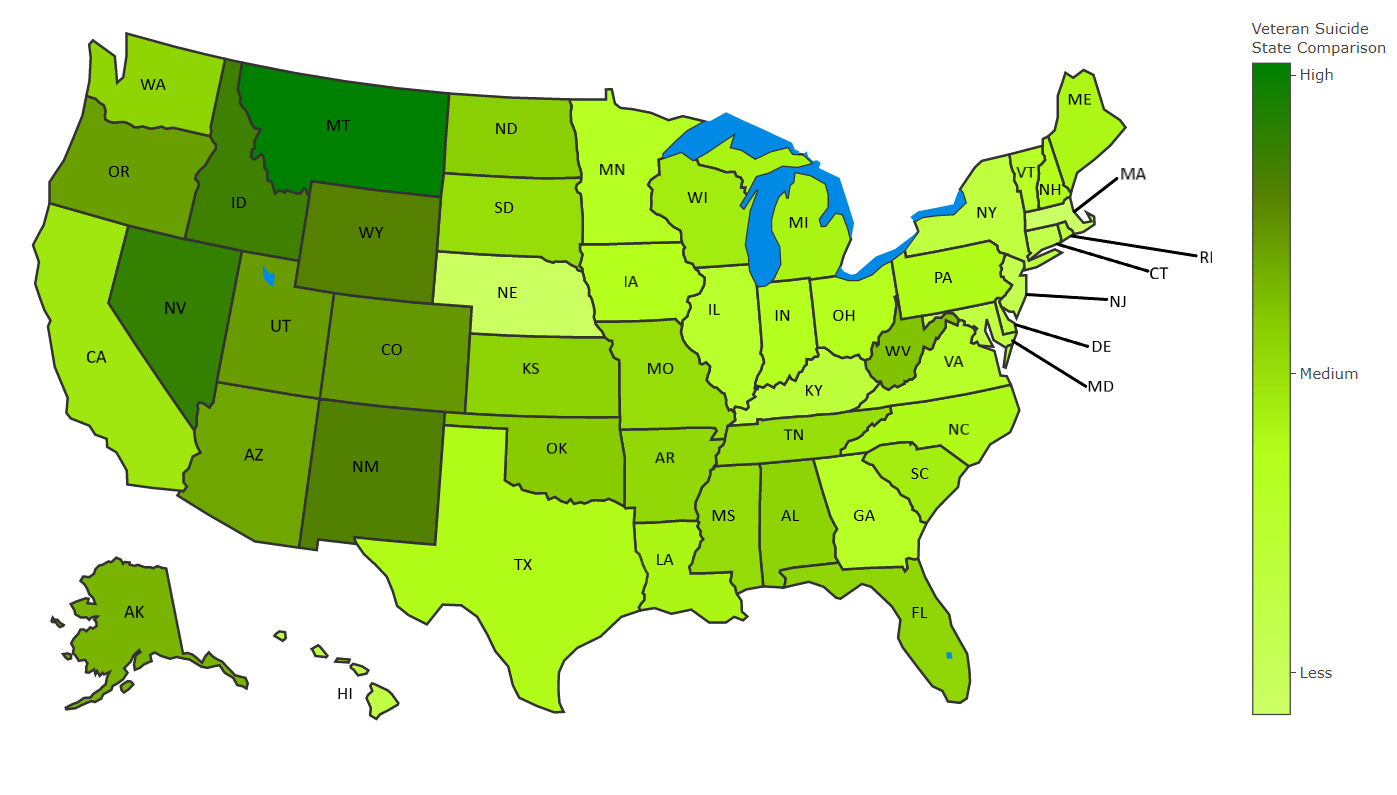 Veteran Suicide
State Comparison
High
Medium
Less
WA
MT
ND
MN
ME
OR
ID
WY
SD
WI
MI
NY
VT
NH
MA
RI
CT
NJ
DE
MD
NV
UT
CO
NE
IA
IL
IN
OH
PA
CA
KS
MO
KY
WV
VA
AZ
NM
OK
AR
TN
NC
SC
TX
LA
MS
AL
GA
FL
AK
HI